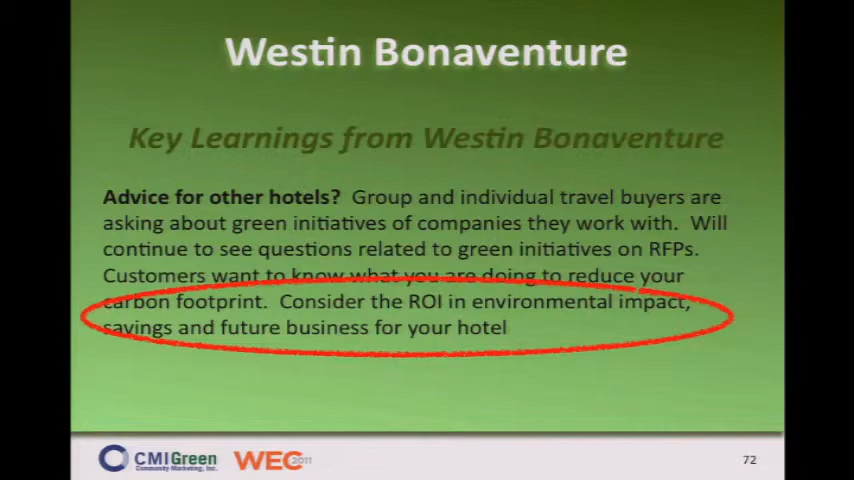 Westin Bonaventure
Key Learnings from Westin Bonaventure
Advice for other hotels? Group and individual travel buyers are
asking about green initiatives of companies they work with. Will
continue to see questions related to green initiatives on RFPs.
Customers want to know what you are doing to reduce your
carbon footprint. Consider the ROI in environmental impact,
savings and future business for your hotel
CMIGreen
Community Marketing, Inc.
WEC 2011
72